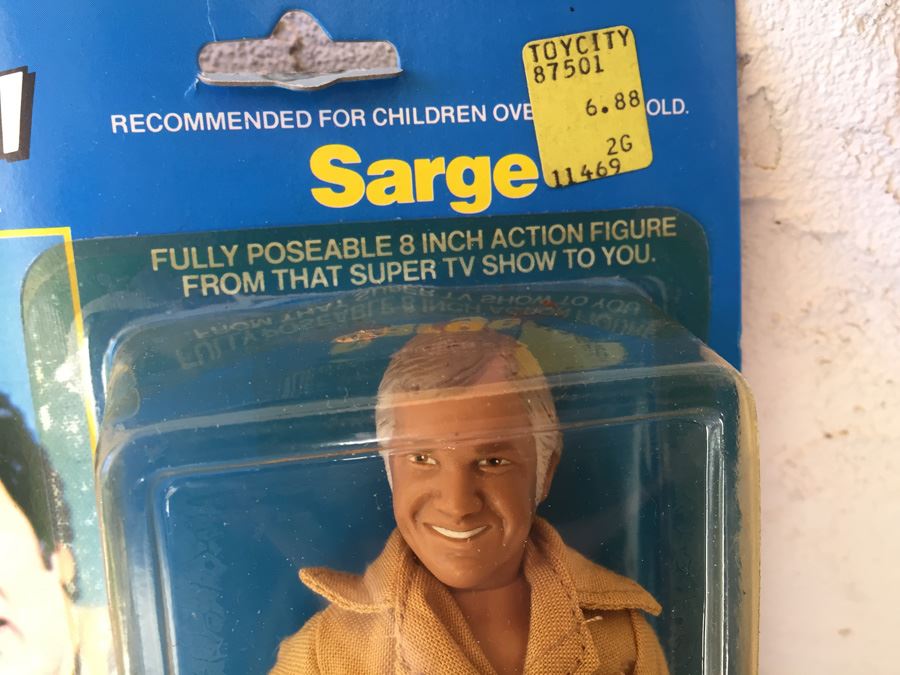 TOYCITY
87501
6.88
2G
11469
RECOMMENDED FOR CHILDREN OLD.
Sarge
FULLY POSEABLE 8 INCH ACTION FIGURE
FROM THAT SUPER TV SHOW TO YOU.